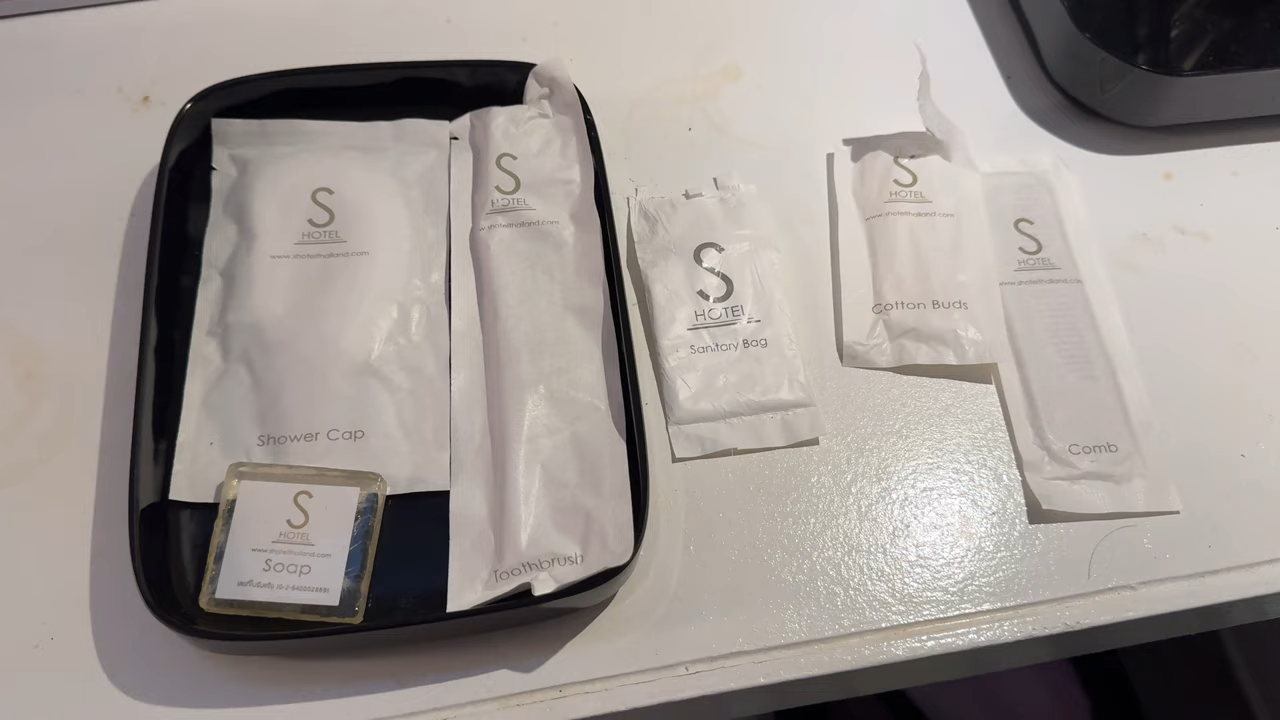 S
HOTEL
www.shotelthailand.com
Shower Cap
S
HOTEL
www.shotelthailand.com
Soap
S
HOTEL
www.shotelthailand.com
Toothbrush
S
HOTEL
Sanitary Bag
S
HOTEL
www.shotelthailand.com
Cotton Buds
S
HOTEL
www.shotelthailand.com
Comb